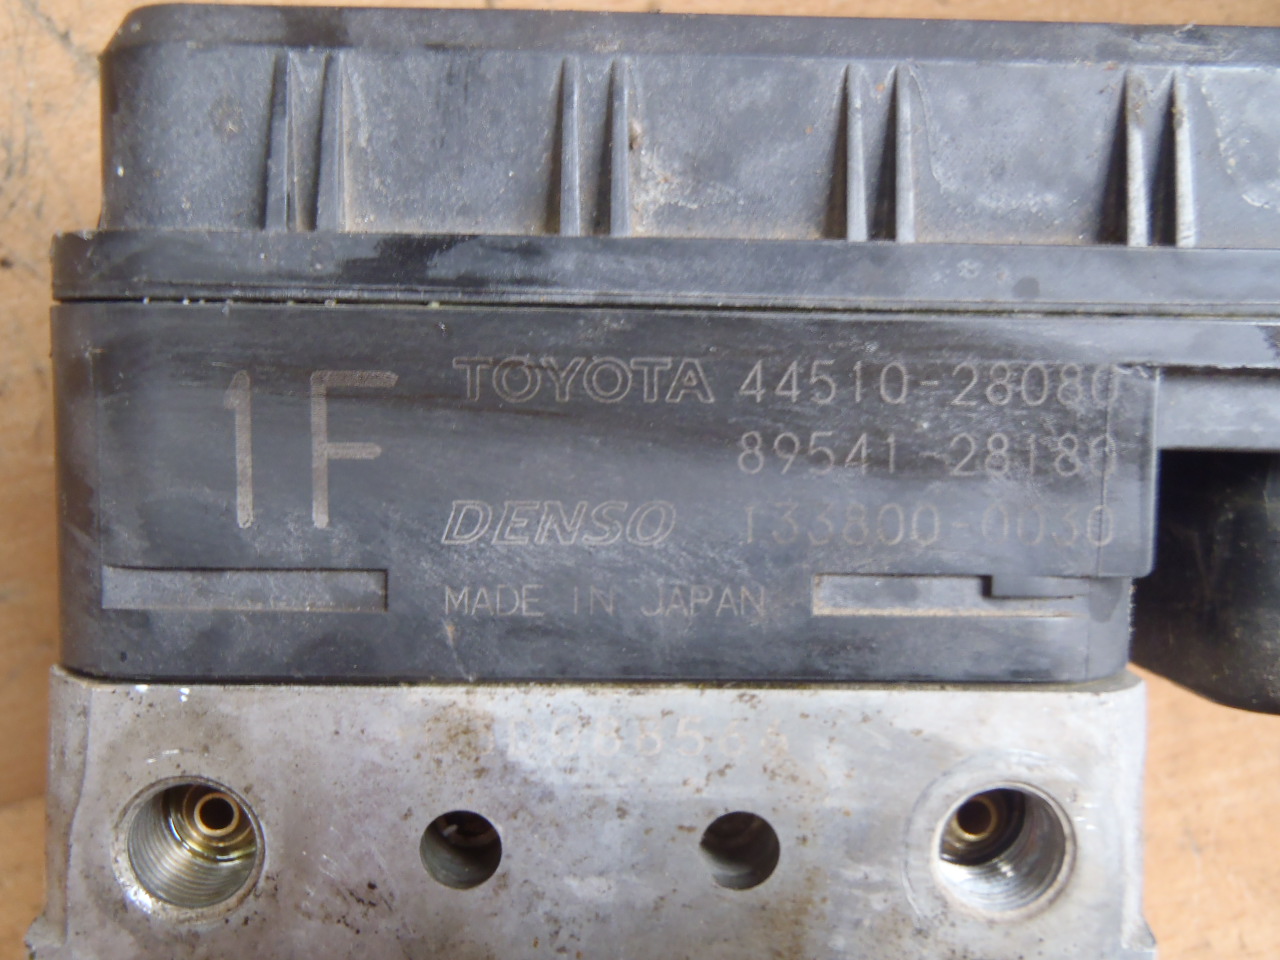 1F
TOYOTA 44510-28080
89541-28180
DENSO 133800-0030
MADE IN JAPAN